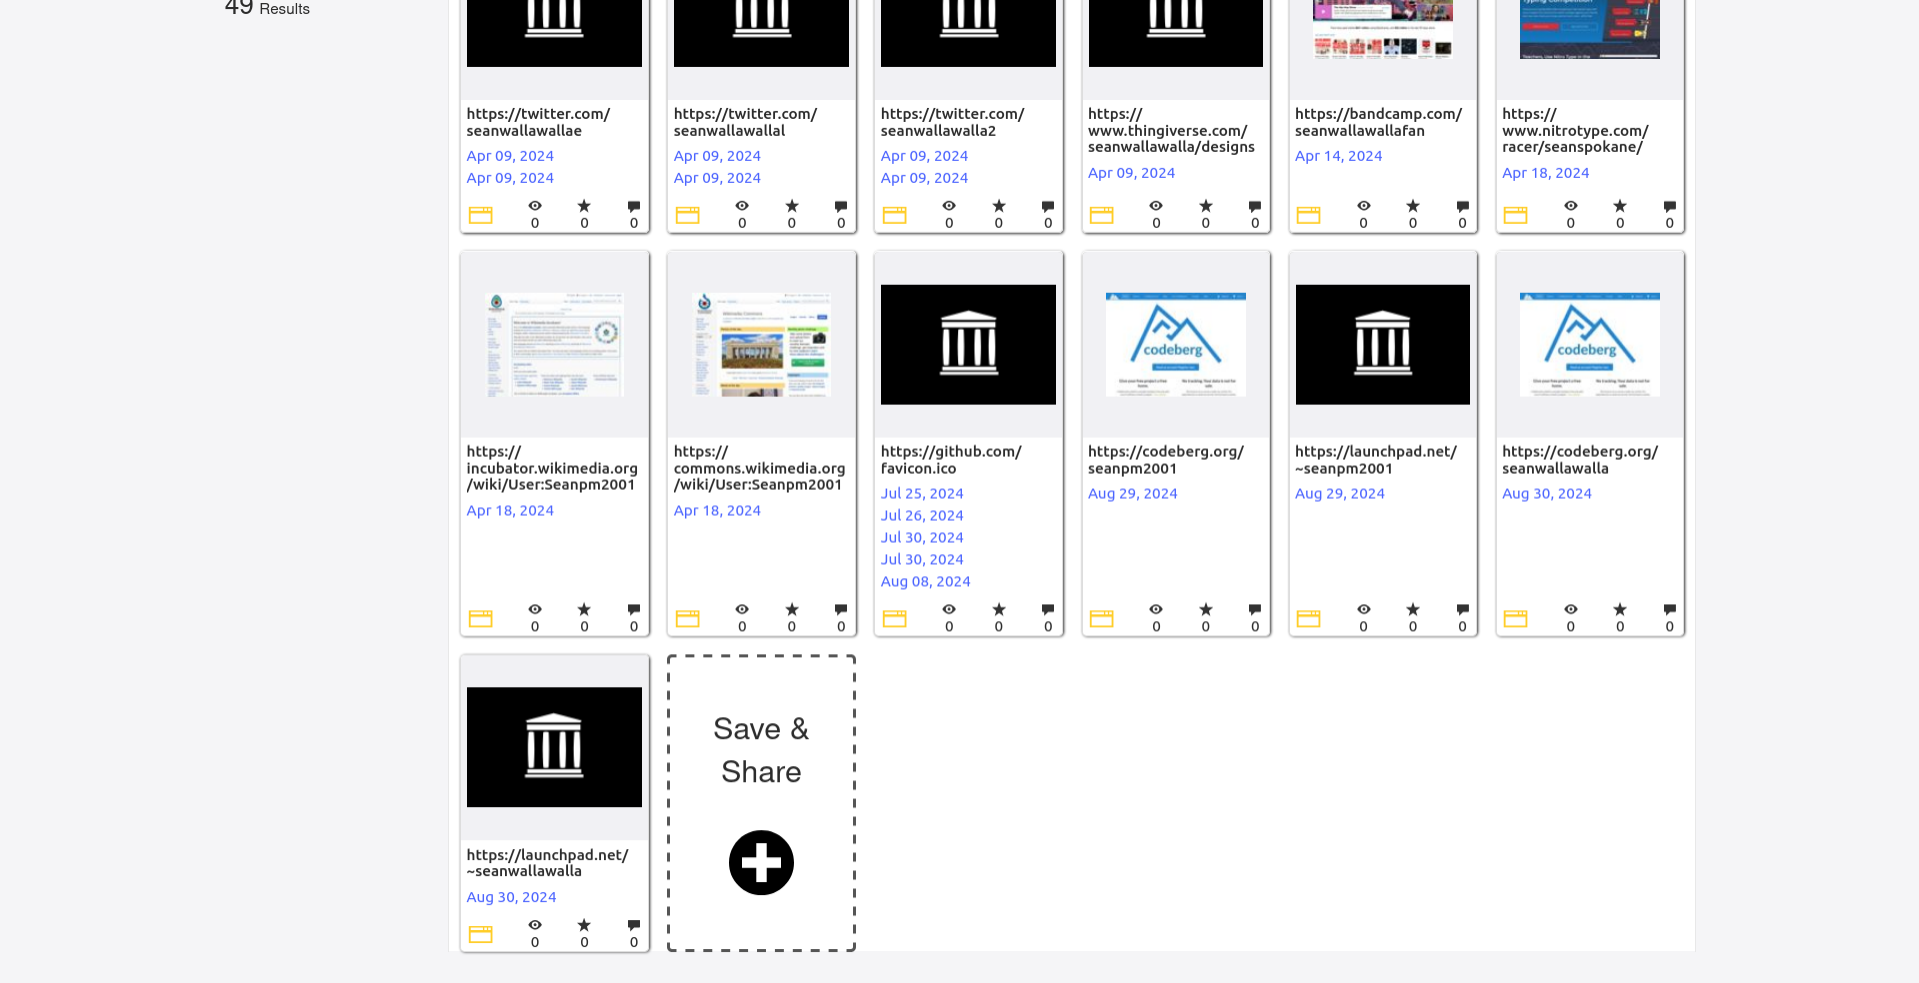 49 Results
https://twitter.com/
seanwallawallae
Apr 09, 2024
Apr 09, 2024
0 0 0
https://twitter.com/
seanwallawallal
Apr 09, 2024
Apr 09, 2024
0 0 0
https://twitter.com/
seanwallawalla2
Apr 09, 2024
Apr 09, 2024
0 0 0
https://
www.thingiverse.com/
seanwallawalla/designs
Apr 09, 2024
0 0 0
https://bandcamp.com/
seanwallawallafan
Apr 14, 2024
0 0 0
Typing Competition
https://
www.nitrotype.com/
racer/seanspokane/
Apr 18, 2024
0 0 0
https://
incubator.wikimedia.org
/wiki/User:Seanpm2001
Apr 18, 2024
0 0 0
Wikimedia Commons
https://
commons.wikimedia.org
/wiki/User:Seanpm2001
Apr 18, 2024
0 0 0
https://github.com/
favicon.ico
Jul 25, 2024
Jul 26, 2024
Jul 30, 2024
Jul 30, 2024
Aug 08, 2024
0 0 0
codeberg
https://codeberg.org/
seanpm2001
Aug 29, 2024
0 0 0
https://launchpad.net/
~seanpm2001
Aug 29, 2024
0 0 0
codeberg
https://codeberg.org/
seanwallawalla
Aug 30, 2024
0 0 0
https://launchpad.net/
~seanwallawalla
Aug 30, 2024
0 0 0
Save &
Share